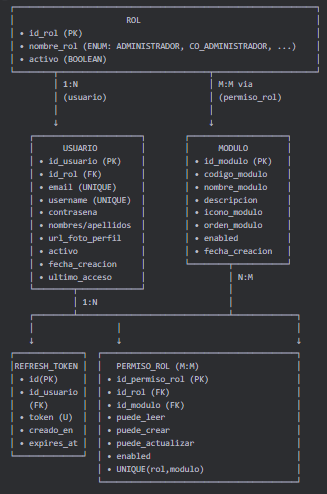 ROL
• id_rol (PK)
• nombre_rol (ENUM: ADMINISTRADOR, CO_ADMINISTRADOR, ...)
• activo (BOOLEAN)
1:N M:M via
(usuario) (permiso_rol)
USUARIO MODULO
• id_usuario (PK) • id_modulo (PK)
• id_rol (FK) • codigo_modulo
• email (UNIQUE) • nombre_modulo
• username (UNIQUE) • descripcion
• contrasena • icono_modulo
• nombres/apellidos • orden_modulo
• url_foto_perfil • enabled
• activo • fecha_creacion
• fecha_creacion
• ultimo_acceso N:M
1:N
REFRESH_TOKEN PERMISO_ROL (M:M)
• id(PK) • id_permiso_rol (PK)
• id_usuario • id_rol (FK)
(FK) • id_modulo (FK)
• token (U) • puede_leer
• creado_en • puede_crear
• expires_at • puede_actualizar
• enabled
• UNIQUE(rol,modulo)